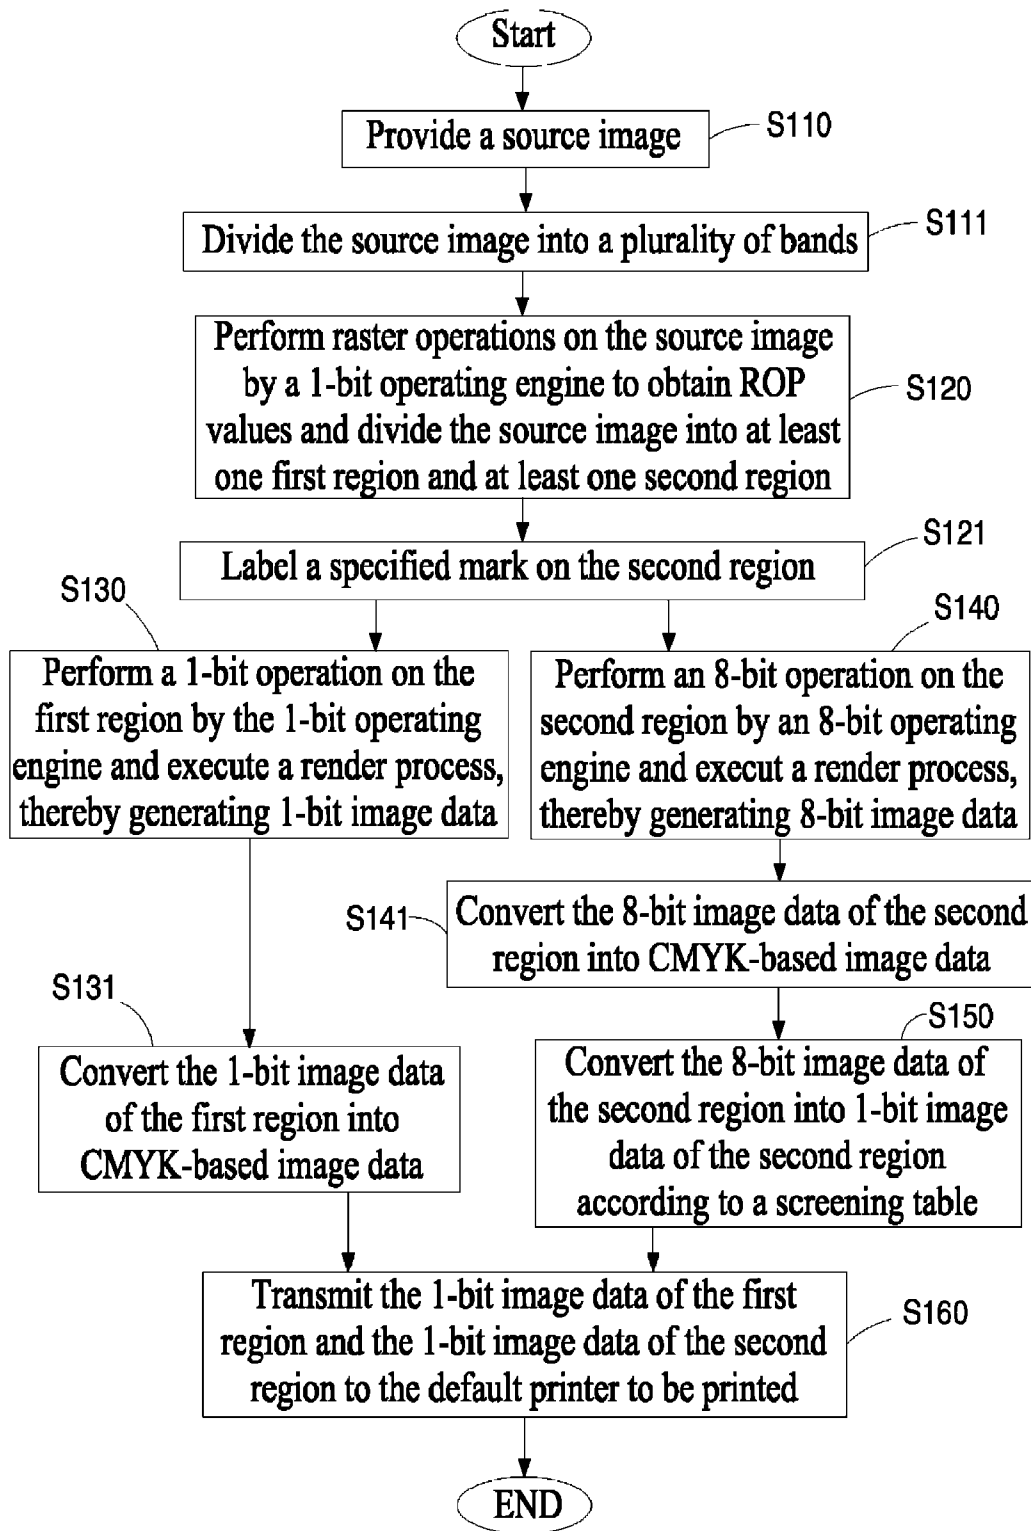 Start
Provide a source image
S110
Divide the source image into a plurality of bands
S111
Perform raster operations on the source image
by a 1-bit operating engine to obtain ROP
values and divide the source image into at least
one first region and at least one second region
S120
Label a specified mark on the second region
S121
S130
Perform a 1-bit operation on the
first region by the 1-bit operating
engine and execute a render process,
thereby generating 1-bit image data
S140
Perform an 8-bit operation on the
second region by an 8-bit operating
engine and execut a render process,
thereby generating 8-bit image data
S141
Convert the 8-bit image data of the second
region into CMYK-based image data
S131
Convert the 1-bit image data
of the first region into
CMYK-based image data
S150
Convert the 8-bit image data of
the second region into 1-bit image
data of the second region
according to a screening table
Transmit the 1-bit image data of the first
region and the 1-bit image data of the second
region to the default printer to be printed
S160
END